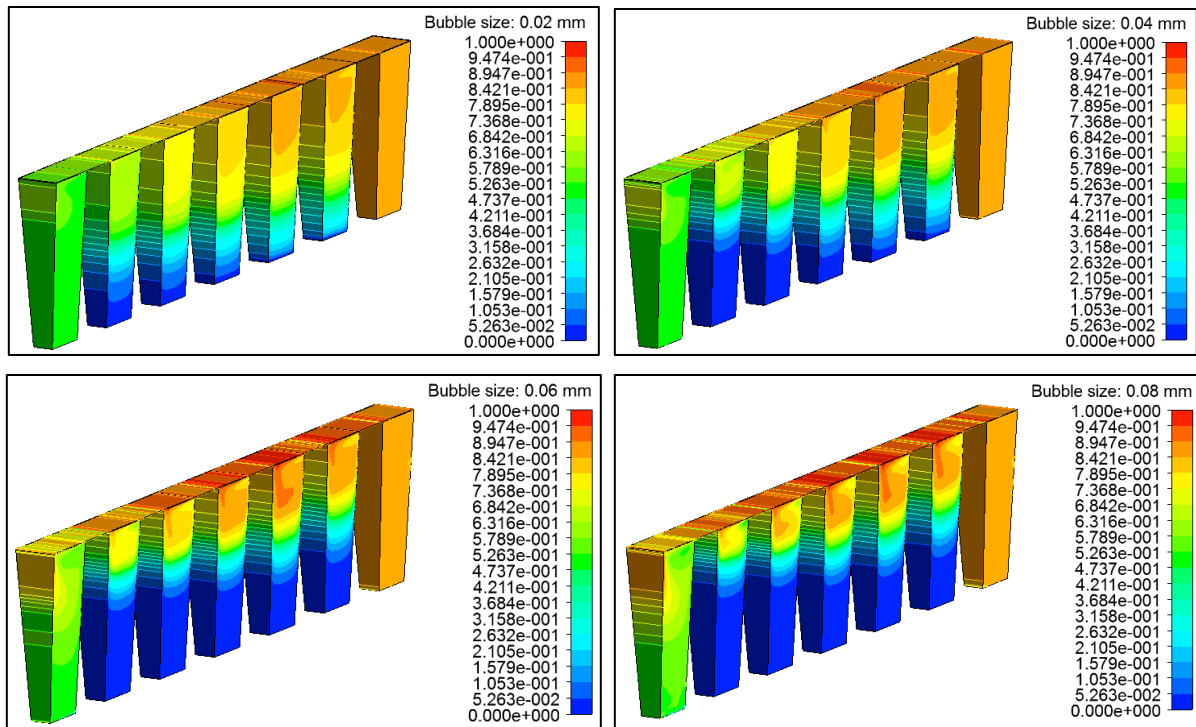 Bubble size: 0.02 mm
1.000e+000
9.474e-001
8.947e-001
8.421e-001
7.895e-001
7.368e-001
6.842e-001
6.316e-001
5.789e-001
5.263e-001
4.737e-001
4.211e-001
3.684e-001
3.158e-001
2.632e-001
2.105e-001
1.579e-001
1.053e-001
5.263e-002
0.000e+000
Bubble size: 0.04 mm
1.000e+000
9.474e-001
8.947e-001
8.421e-001
7.895e-001
7.368e-001
6.842e-001
6.316e-001
5.789e-001
5.263e-001
4.737e-001
4.211e-001
3.684e-001
3.158e-001
2.632e-001
2.105e-001
1.579e-001
1.053e-001
5.263e-002
0.000e+000
Bubble size: 0.06 mm
1.000e+000
9.474e-001
8.947e-001
8.421e-001
7.895e-001
7.368e-001
6.842e-001
6.316e-001
5.789e-001
5.263e-001
4.737e-001
4.211e-001
3.684e-001
3.158e-001
2.632e-001
2.105e-001
1.579e-001
1.053e-001
5.263e-002
0.000e+000
Bubble size: 0.08 mm
1.000e+000
9.474e-001
8.947e-001
8.421e-001
7.895e-001
7.368e-001
6.842e-001
6.316e-001
5.789e-001
5.263e-001
4.737e-001
4.211e-001
3.684e-001
3.158e-001
2.632e-001
2.105e-001
1.579e-001
1.053e-001
5.263e-002
0.000e+000